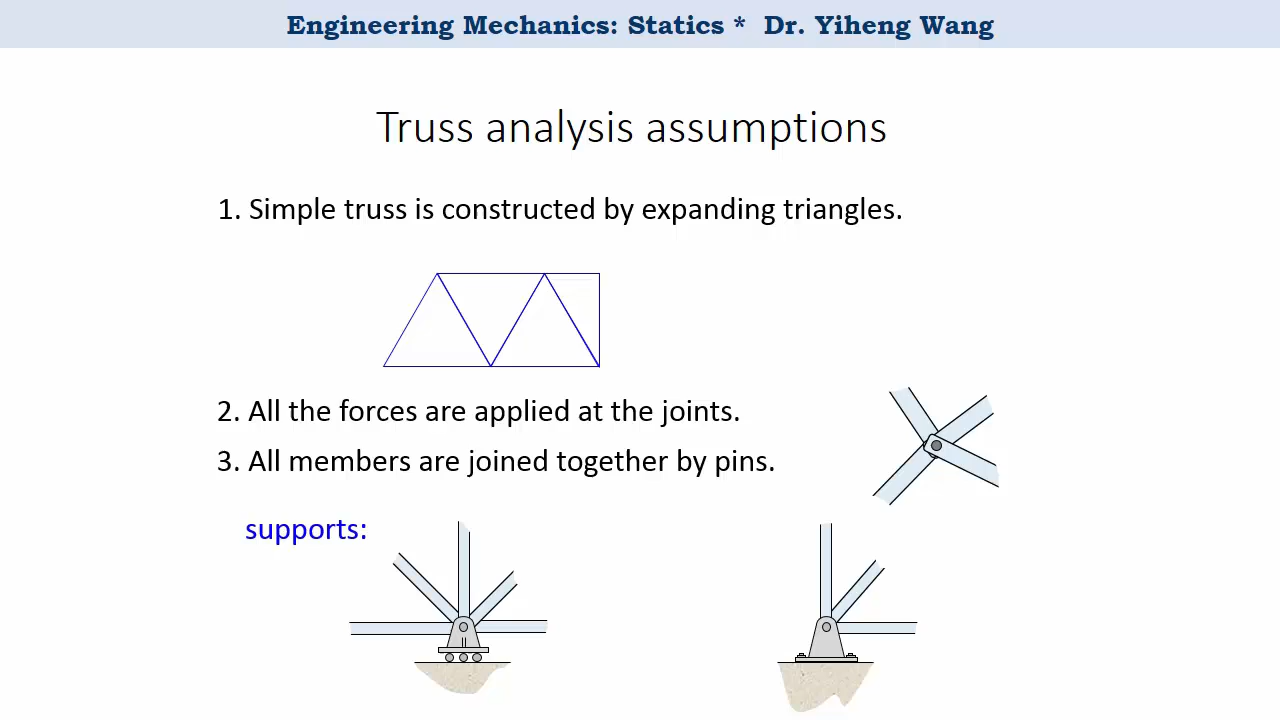 Engineering Mechanics: Statics * Dr. Yiheng Wang
Truss analysis assumptions
1. Simple truss is constructed by expanding triangles.
2. All the forces are applied at the joints.
3. All members are joined together by pins.
supports: